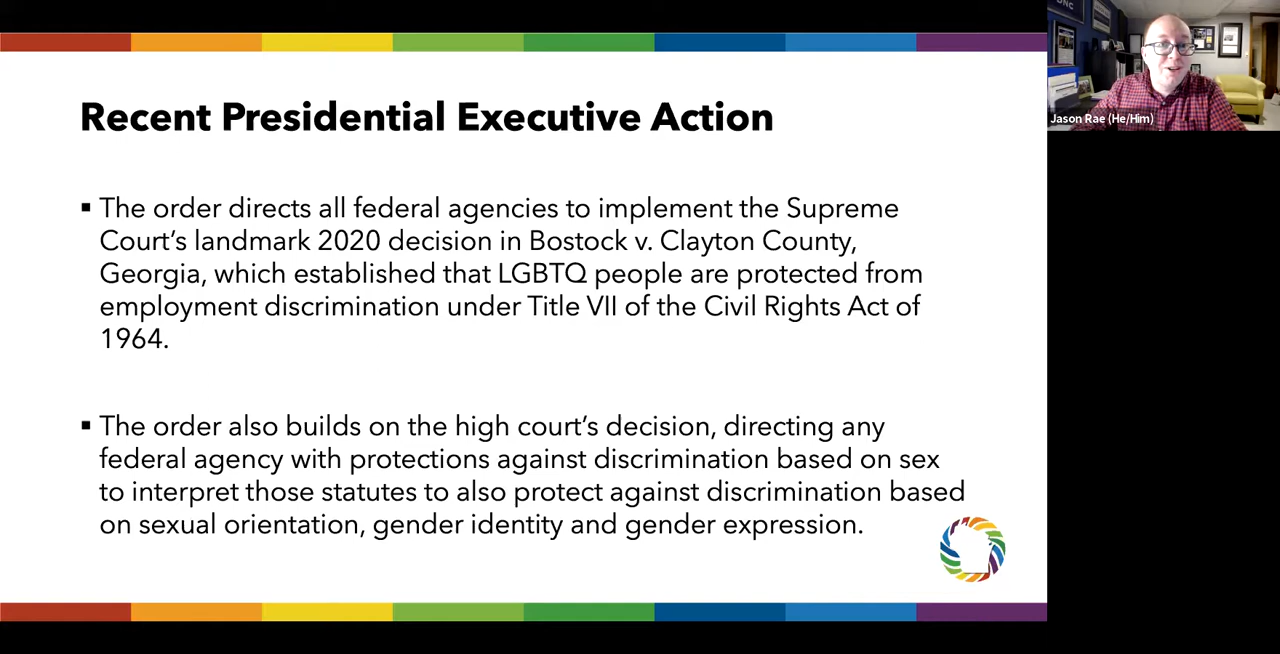 Recent Presidential Executive Action
▪ The order directs all federal agencies to implement the Supreme
Court’s landmark 2020 decision in Bostock v. Clayton County,
Georgia, which established that LGBTQ people are protected from
employment discrimination under Title VII of the Civil Rights Act of
1964.
▪ The order also builds on the high court’s decision, directing any
federal agency with protections against discrimination based on sex
to interpret those statutes to also protect against discrimination based
on sexual orientation, gender identity and gender expression.
DNC
Jason Rae (He/Him)